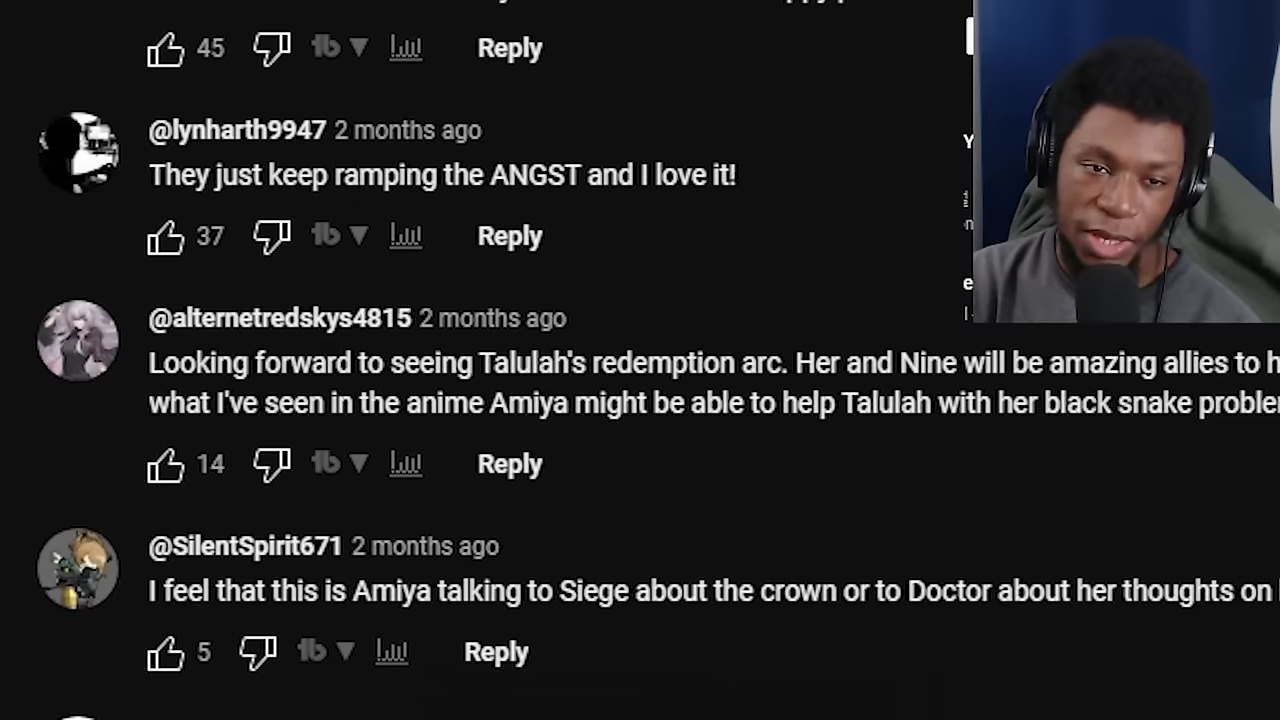 45 Reply
@lynharth9947 2 months ago
They just keep ramping the ANGST and I love it!
37 Reply
@alternetredskys4815 2 months ago
Looking forward to seeing Talulah's redemption arc. Her and Nine will be amazing allies to h
what I've seen in the anime Amiya might be able to help Talulah with her black snake proble
14 Reply
@SilentSpirit671 2 months ago
I feel that this is Amiya talking to Siege about the crown or to Doctor about her thoughts on
5 Reply